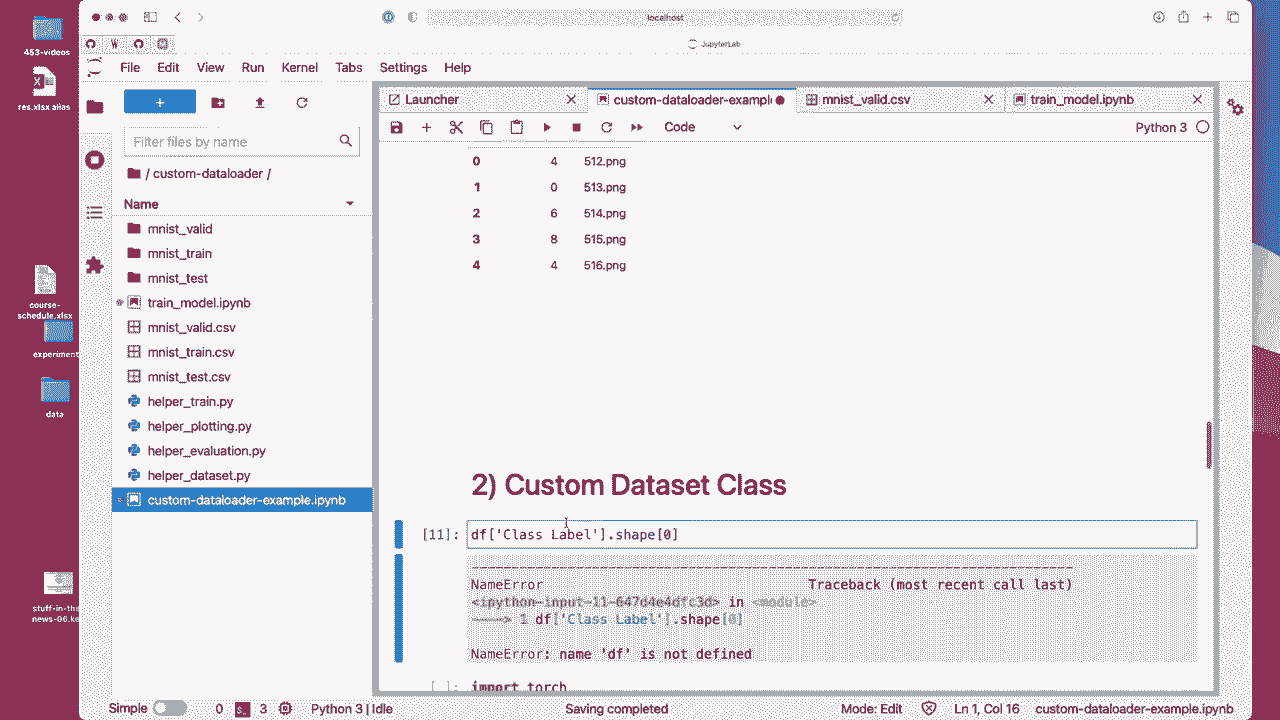 453-videos
res.xlsx alias
course-
schedule.xlsx
experiment
data
stuff-in-the
news-06.ke
localhost
W
JupyterLab
File Edit View Run Kernel Tabs Settings Help
+
Filter files by name
/ custom-dataloader /
Name
mnist_valid
mnist_train
mnist_test
train_model.ipynb
mnist_valid.csv
mnist_train.csv
mnist_test.csv
helper_train.py
helper_plotting.py
helper_evaluation.py
helper_dataset.py
custom-dataloader-example.ipynb
Launcher custom-dataloader-exampl mnist_valid.csv train_model.ipynb
Code Python 3
0 4 512.png
1 0 513.png
2 6 514.png
3 8 515.png
4 4 516.png
2) Custom Dataset Class
[11]: df['Class Label'].shape[0]
---------------------------------------------------------------------------
NameError Traceback (most recent call last)
<ipython-input-11-647d4e4dfc3d> in <module>
----> 1 df['Class Label'].shape[0]
NameError: name 'df' is not defined
[ ]: import torch
Simple 0 3 Python 3 | Idle Saving completed Mode: Edit Ln 1, Col 16 custom-dataloader-example.ipynb